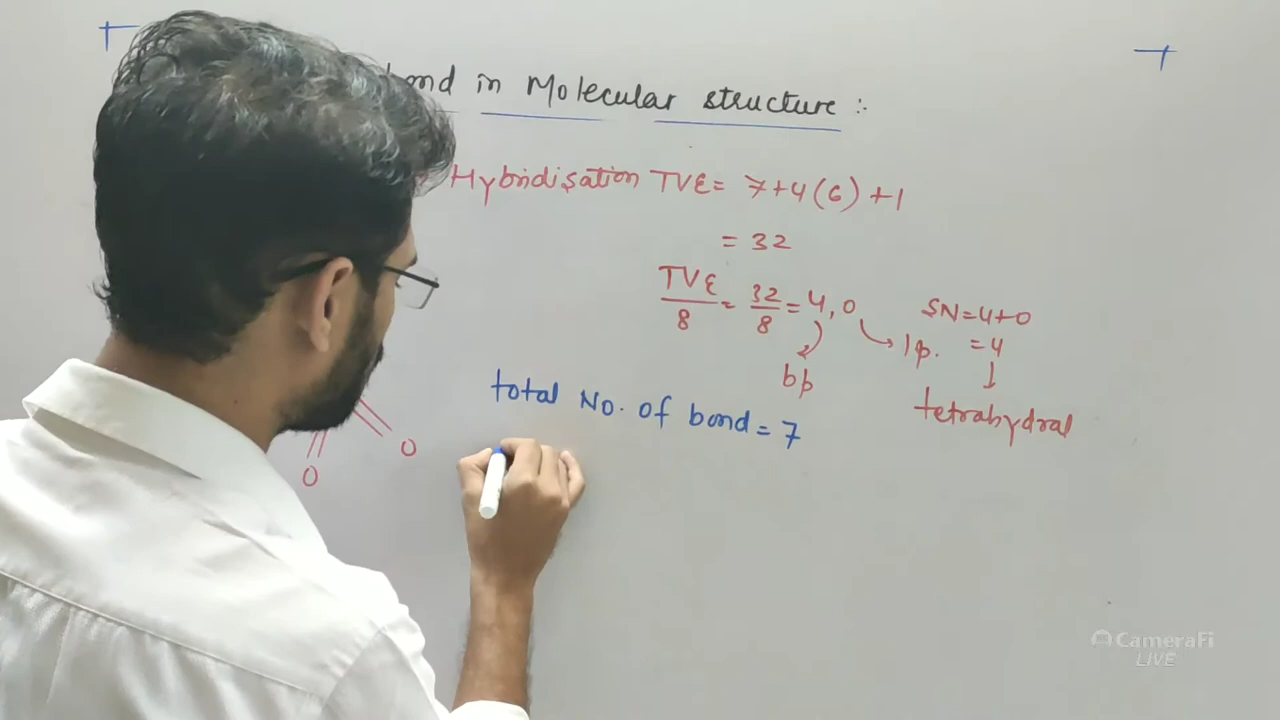 in Molecular structure :
Hybridisation TVE = 7+4(6)+1
= 32
TVE/8 = 32/8 = 4,0
bp
lp.
SN=4+0
=4
tetrahydral
total No. of bond = 7
O
O
CameraFi
LIVE